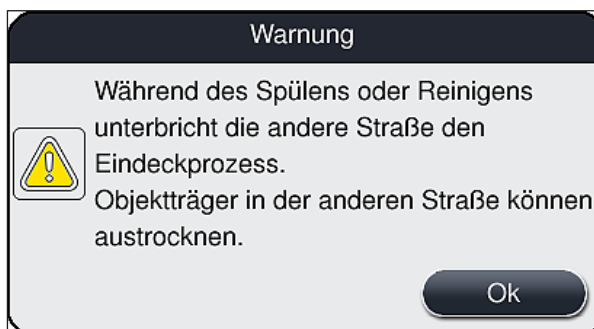 Warnung
Während des Spülens oder Reinigens
unterbricht die andere Straße den
Eindeckprozess.
Objektträger in der anderen Straße können
austrocknen.
Ok